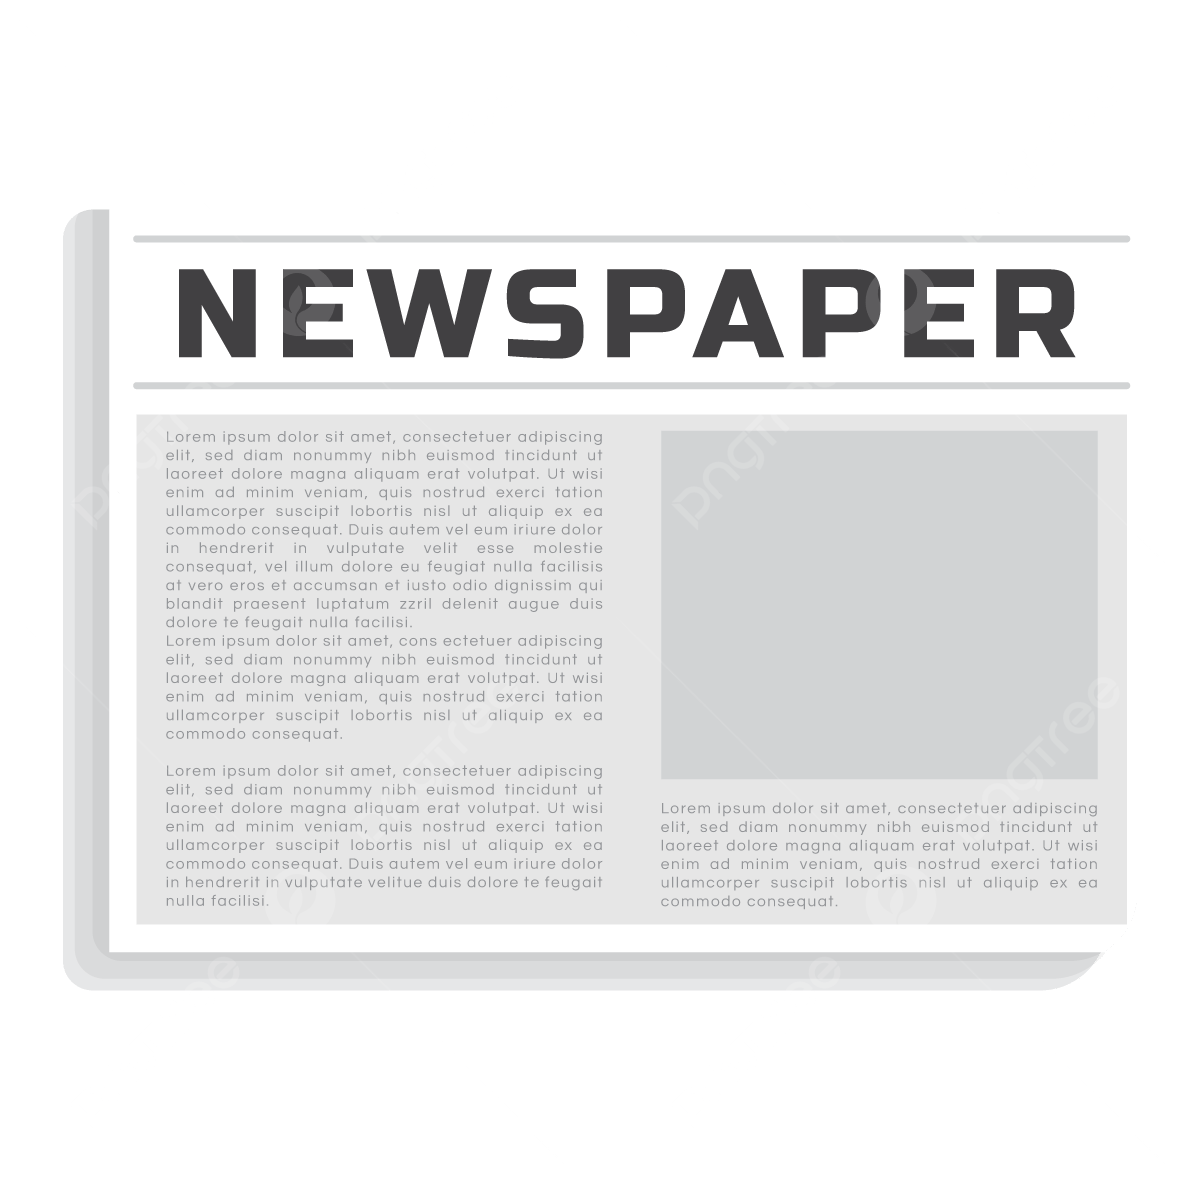 NEWSPAPER
Lorem ipsum dolor sit amet, consectetuer adipiscing
elit, sed diam nonummy nibh euismod tincidunt ut
laoreet dolore magna aliquam erat volutpat. Ut wisi
enim ad minim veniam, quis nostrud exerci tation
ullamcorper suscipit lobortis nisl ut aliquip ex ea
commodo consequat. Duis autem vel eum iriure dolor
in hendrerit in vulputate velit esse molestie
consequat, vel illum dolore eu feugiat nulla facilisis
at vero eros et accumsan et iusto odio dignissim qui
blandit praesent luptatum zzril delenit augue duis
dolore te feugait nulla facilisi.
Lorem ipsum dolor sit amet, cons ectetuer adipiscing
elit, sed diam nonummy nibh euismod tincidunt ut
laoreet dolore magna aliquam erat volutpat. Ut wisi
enim ad minim veniam, quis nostrud exerci tation
ullamcorper suscipit lobortis nisl ut aliquip ex ea
commodo consequat.
Lorem ipsum dolor sit amet, consectetuer adipiscing
elit, sed diam nonummy nibh euismod tincidunt ut
laoreet dolore magna aliquam erat volutpat. Ut wisi
enim ad minim veniam, quis nostrud exerci tation
ullamcorper suscipit lobortis nisl ut aliquip ex ea
commodo consequat. Duis autem vel eum iriure dolor
in hendrerit in vulputate velitue duis dolore te feugait
nulla facilisi.
Lorem ipsum dolor sit amet, consectetuer adipiscing
elit, sed diam nonummy nibh euismod tincidunt ut
laoreet dolore magna aliquam erat volutpat. Ut wisi
enim ad minim veniam, quis nostrud exerci tation
ullamcorper suscipit lobortis nisl ut aliquip ex ea
commodo consequat.
pngtree
pngtree
pngtree
pngtree